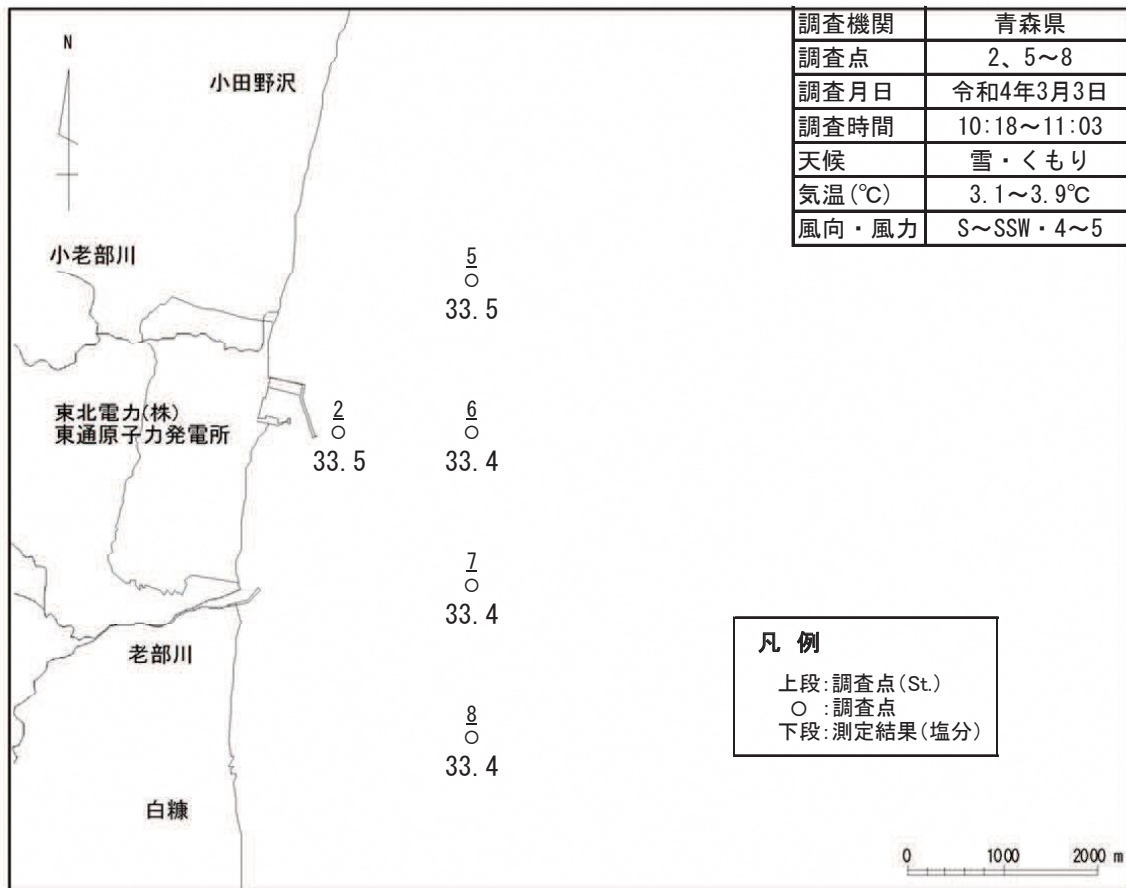 調査機関 青森県
調査点 2、5～8
調査月日 令和4年3月3日
調査時間 10:18～11:03
天候 雪・くもり
気温(℃) 3.1～3.9℃
風向・風力 S～SSW・4～5
N
小田野沢
小老部川
5
33.5
東北電力(株)
東通原子力発電所
2
33.5
6
33.4
7
33.4
老部川
8
33.4
白糠
凡 例
上段:調査点(St.)
○ :調査点
下段:測定結果(塩分)
0 1000 2000 m